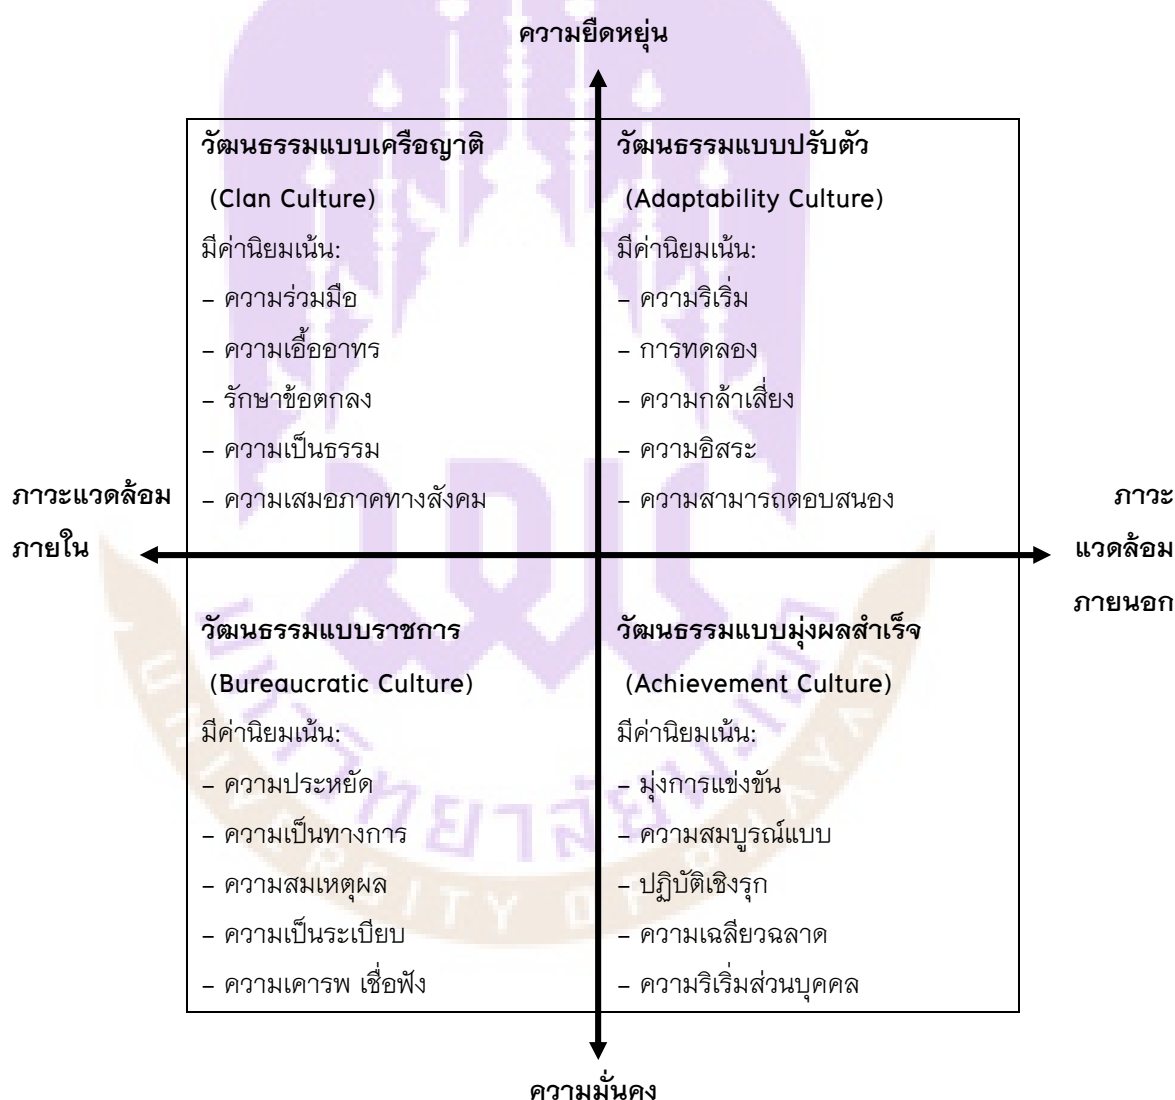 ความยืดหยุ่น
วัฒนธรรมแบบเครือญาติ
(Clan Culture)
มีค่านิยมเน้น:
– ความร่วมมือ
– ความเอื้ออาทร
– รักษาข้อตกลง
– ความเป็นธรรม
– ความเสมอภาคทางสังคม
วัฒนธรรมแบบปรับตัว
(Adaptability Culture)
มีค่านิยมเน้น:
– ความริเริ่ม
– การทดลอง
– ความกล้าเสี่ยง
– ความอิสระ
– ความสามารถตอบสนอง
ภาวะแวดล้อม
ภายใน
ภาวะ
แวดล้อม
ภายนอก
วัฒนธรรมแบบราชการ
(Bureaucratic Culture)
มีค่านิยมเน้น:
– ความประหยัด
– ความเป็นทางการ
– ความสมเหตุผล
– ความเป็นระเบียบ
– ความเคารพ เชื่อฟัง
วัฒนธรรมแบบมุ่งผลสำเร็จ
(Achievement Culture)
มีค่านิยมเน้น:
– มุ่งการแข่งขัน
– ความสมบูรณ์แบบ
– ปฏิบัติเชิงรุก
– ความเฉลียวฉลาด
– ความริเริ่มส่วนบุคคล
ความมั่นคง
มหาวิทยาลัยพะเยา
UNIVERSITY OF PHAYAO